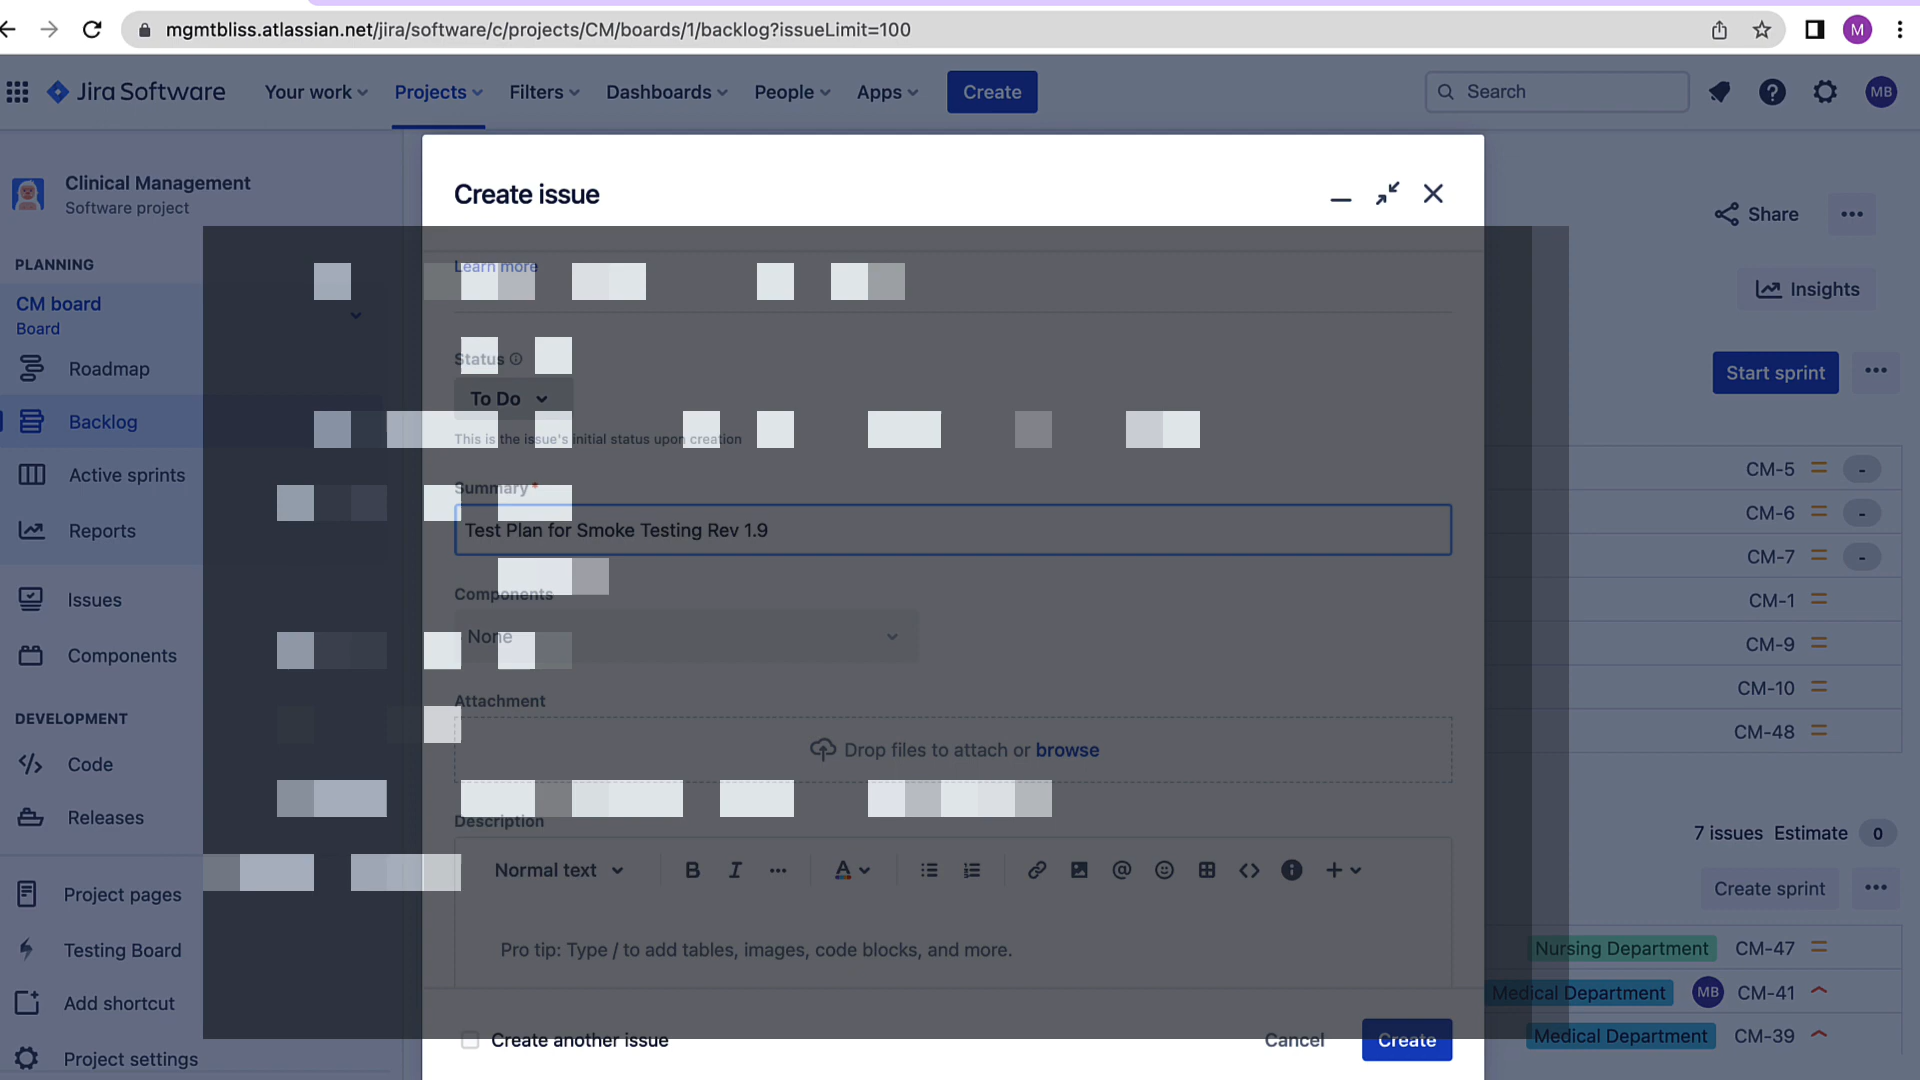 mgmtbliss.atlassian.net/jira/software/c/projects/CM/boards/1/backlog?issueLimit=100
M
Jira Software
Your work
Projects
Filters
Dashboards
People
Apps
Create
Search
MB
Clinical Management
Software project
PLANNING
CM board
Board
Roadmap
Backlog
Active sprints
Reports
Issues
Components
DEVELOPMENT
Code
Releases
Project pages
Testing Board
Add shortcut
Project settings
Create issue
Learn more
Status
To Do
This is the issue's initial status upon creation
Summary *
Test Plan for Smoke Testing Rev 1.9
Components
None
Attachment
Drop files to attach or browse
Description
Normal text
B I ... A @ +
Pro tip: Type / to add tables, images, code blocks, and more.
Create another issue
Cancel
Create
Share
Insights
Start sprint
CM-5 -
CM-6 -
CM-7 -
CM-1
CM-9
CM-10
CM-48
7 issues Estimate 0
Create sprint
Nursing Department CM-47
Medical Department MB CM-41
Medical Department CM-39